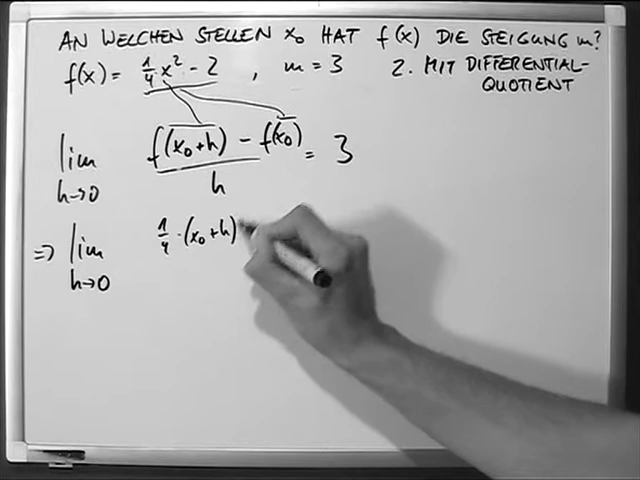 AN WELCHEN STELLEN x₀ HAT f(x) DIE STEIGUNG m?
f(x) = 1/4 x² - 2 , m = 3 2. MIT DIFFERENTIAL-
QUOTIENT
lim h→0 (f(x₀+h) - f(x₀))/h = 3
⇒ lim h→0 1/4 · (x₀+h)